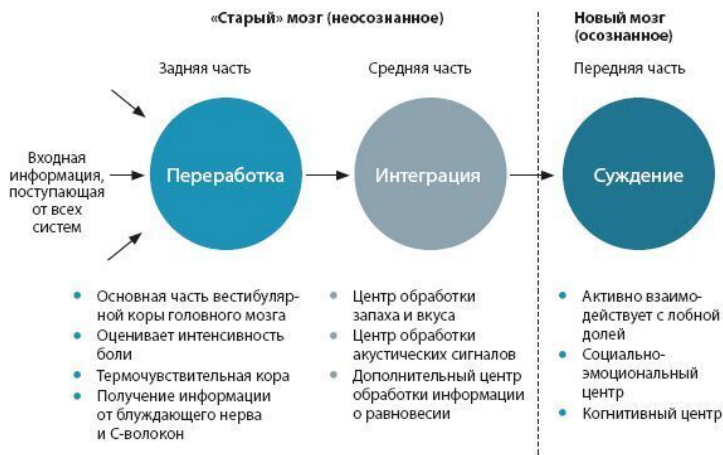 «Старый» мозг (неосознанное)
Новый мозг
(осознанное)
Задняя часть
Средняя часть
Передняя часть
Входная
информация,
поступающая
от всех
систем
Переработка
Интеграция
Суждение
• Основная часть вестибуляр-
ной коры головного мозга
• Оценивает интенсивность
боли
• Термочувствительная кора
• Получение информации
от блуждающего нерва
и С-волокон
• Центр обработки
запаха и вкуса
• Центр обработки
акустических сигналов
• Дополнительный центр
обработки информации
о равновесии
• Активно взаимо-
действует с лобной
долей
• Социально-
эмоциональный
центр
• Когнитивный центр